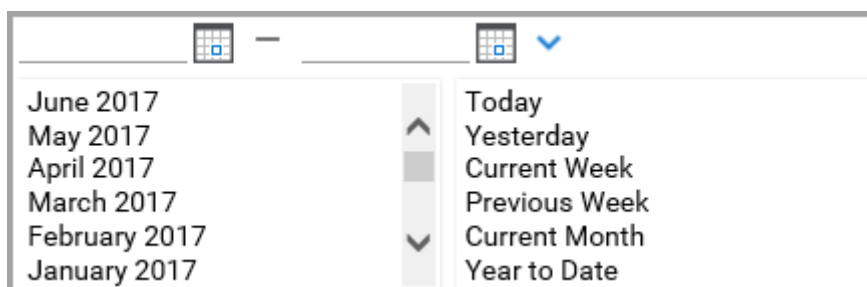 June 2017
May 2017
April 2017
March 2017
February 2017
January 2017
Today
Yesterday
Current Week
Previous Week
Current Month
Year to Date